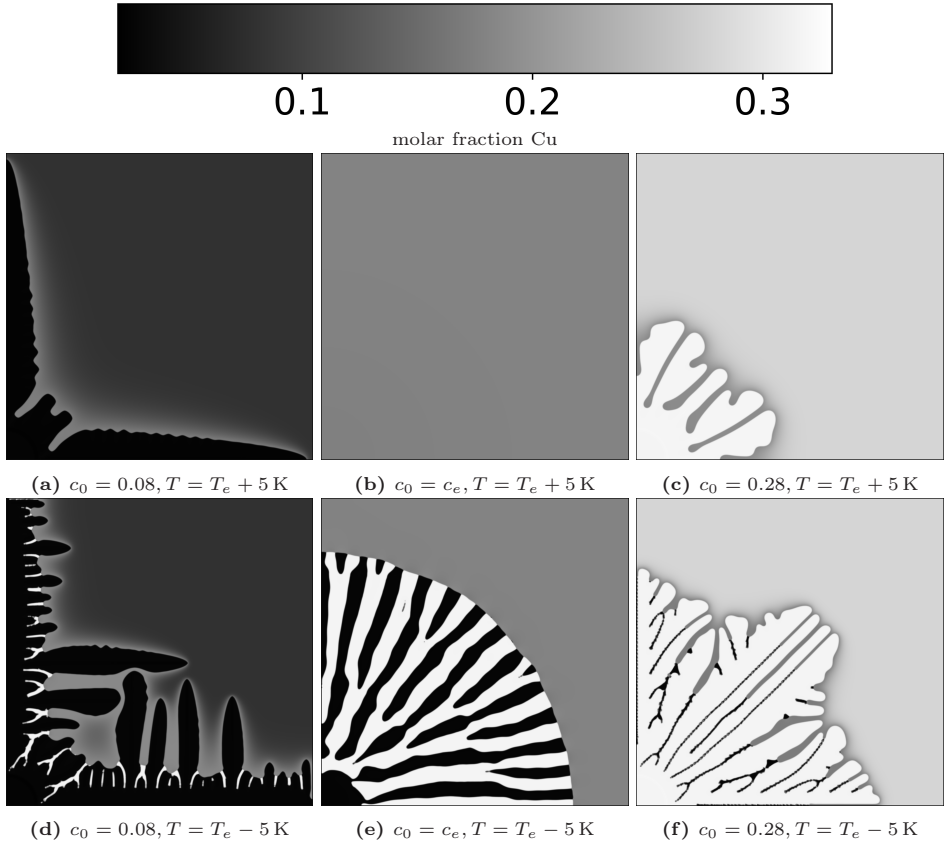 0.1 0.2 0.3
molar fraction Cu
(a) c₀ = 0.08, T = Tₑ + 5 K (b) c₀ = cₑ, T = Tₑ + 5 K (c) c₀ = 0.28, T = Tₑ + 5 K
(d) c₀ = 0.08, T = Tₑ − 5 K (e) c₀ = cₑ, T = Tₑ − 5 K (f) c₀ = 0.28, T = Tₑ − 5 K